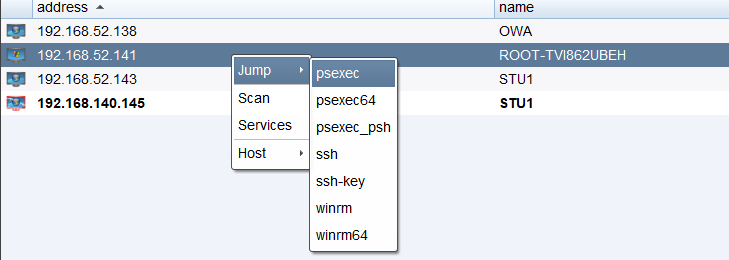 address name
192.168.52.138 OWA
192.168.52.141 ROOT-TVI862UBEH
192.168.52.143 STU1
192.168.140.145 STU1
Jump
Scan
Services
Host
psexec
psexec64
psexec_psh
ssh
ssh-key
winrm
winrm64